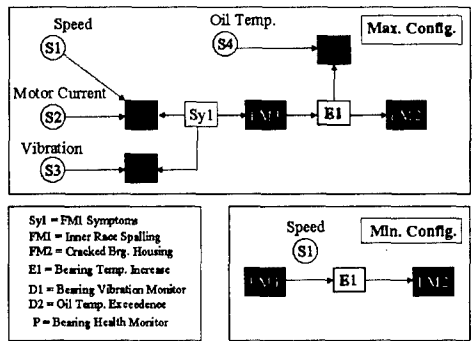 Speed
S1
Oil Temp.
S4
Max. Config.
Motor Current
S2
Sy1
FM1
E1
FM2
Vibration
S3
Sy1 = FM1 Symptoms
FM1 = Inner Race Spalling
FM2 = Cracked Brg. Housing
E1 = Bearing Temp. Increase
D1 = Bearing Vibration Monitor
D2 = Oil Temp. Exceedence
P = Bearing Health Monitor
Speed
S1
Min. Config.
FM1
E1
FM2